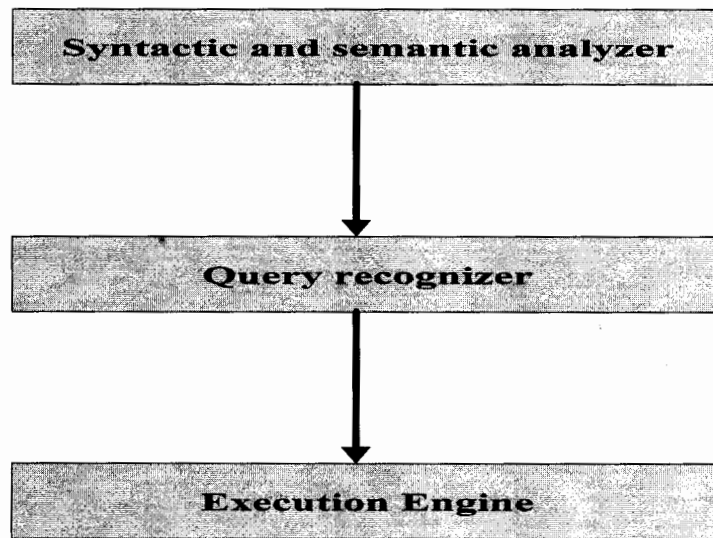 Syntactic and semantic analyzer
Query recognizer
Execution Engine